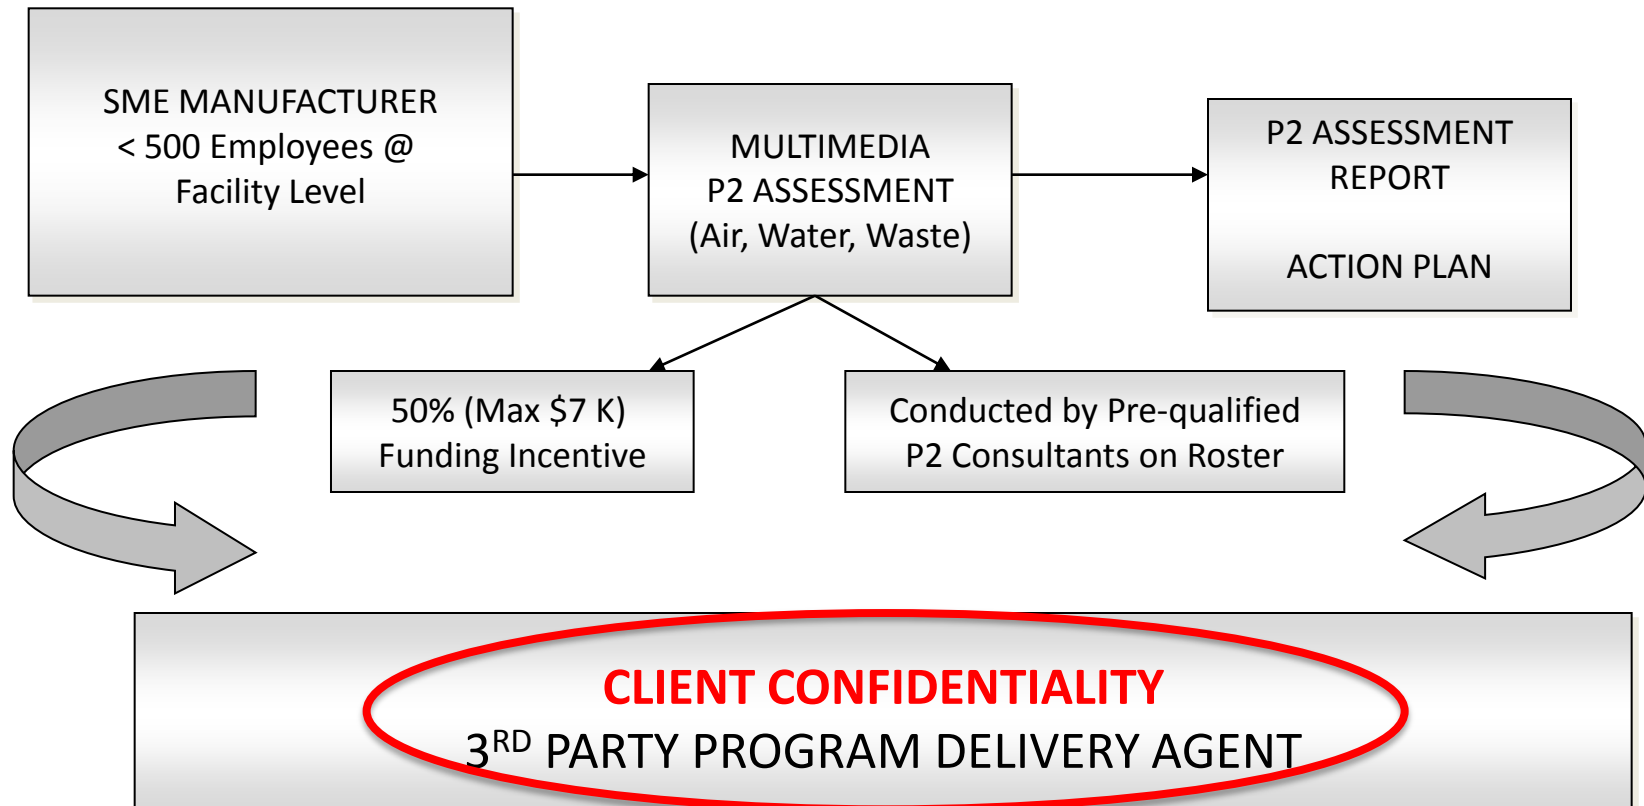 SME MANUFACTURER
< 500 Employees @
Facility Level
MULTIMEDIA
P2 ASSESSMENT
(Air, Water, Waste)
P2 ASSESSMENT
REPORT
ACTION PLAN
50% (Max $7 K)
Funding Incentive
Conducted by Pre-qualified
P2 Consultants on Roster
CLIENT CONFIDENTIALITY
3RD PARTY PROGRAM DELIVERY AGENT